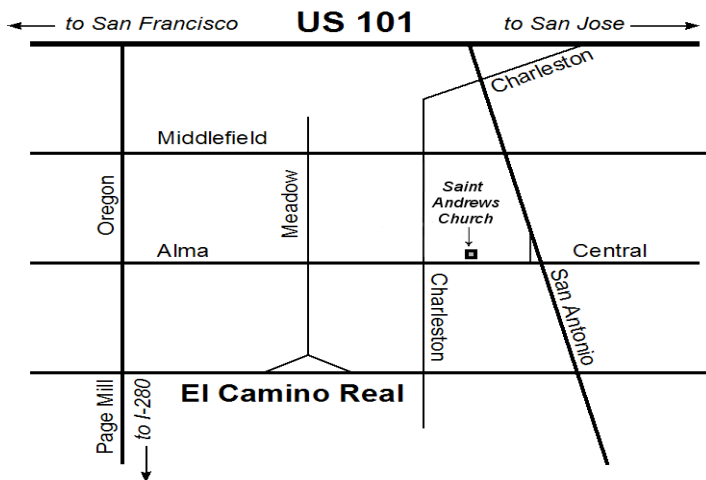 to San Francisco
US 101
to San Jose
Charleston
Middlefield
Oregon
Meadow
Saint
Andrews
Church
Alma
Central
Charleston
San Antonio
El Camino Real
Page Mill
to I-280